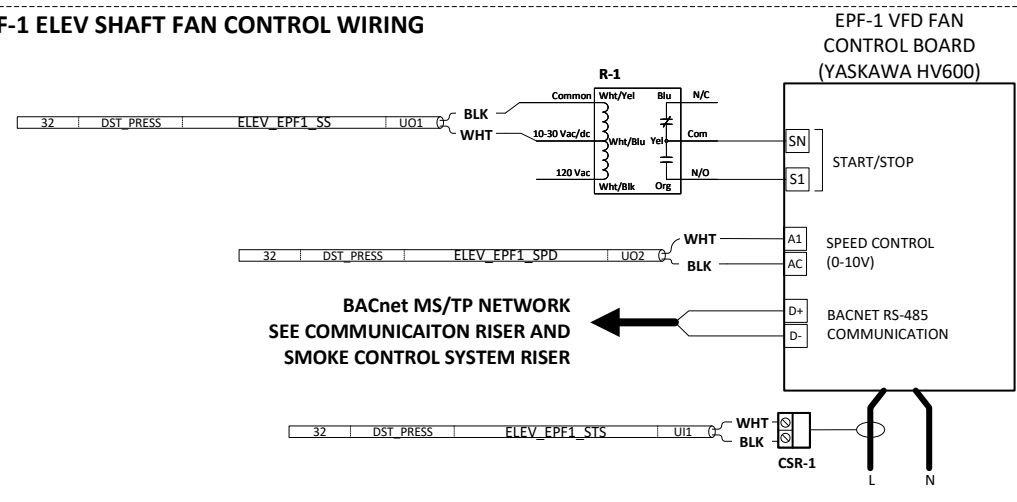 F-1 ELEV SHAFT FAN CONTROL WIRING
EPF-1 VFD FAN
CONTROL BOARD
(YASKAWA HV600)
R-1
Common
Wht/Yel
Blu
N/C
32 DST_PRESS ELEV_EPF1_SS UO1
BLK
WHT
10-30 Vac/dc
Wht/Blu
Yel
Com
SN
START/STOP
120 Vac
Wht/Blk
Org
N/O
S1
32 DST_PRESS ELEV_EPF1_SPD UO2
WHT
BLK
A1
AC
SPEED CONTROL
(0-10V)
BACnet MS/TP NETWORK
SEE COMMUNICAITON RISER AND
SMOKE CONTROL SYSTEM RISER
D+
D-
BACNET RS-485
COMMUNICATION
32 DST_PRESS ELEV_EPF1_STS UI1
WHT
BLK
CSR-1
L
N